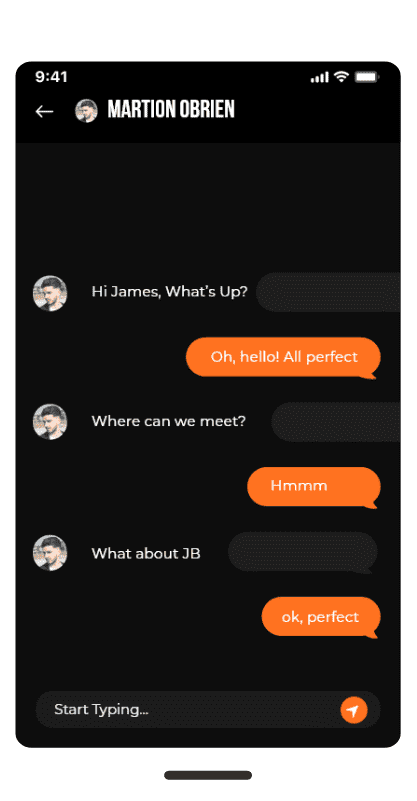 9:41
MARTION OBRIEN
Hi James, What's Up?
Oh, hello! All perfect
Where can we meet?
Hmmm
What about JB
ok, perfect
Start Typing...